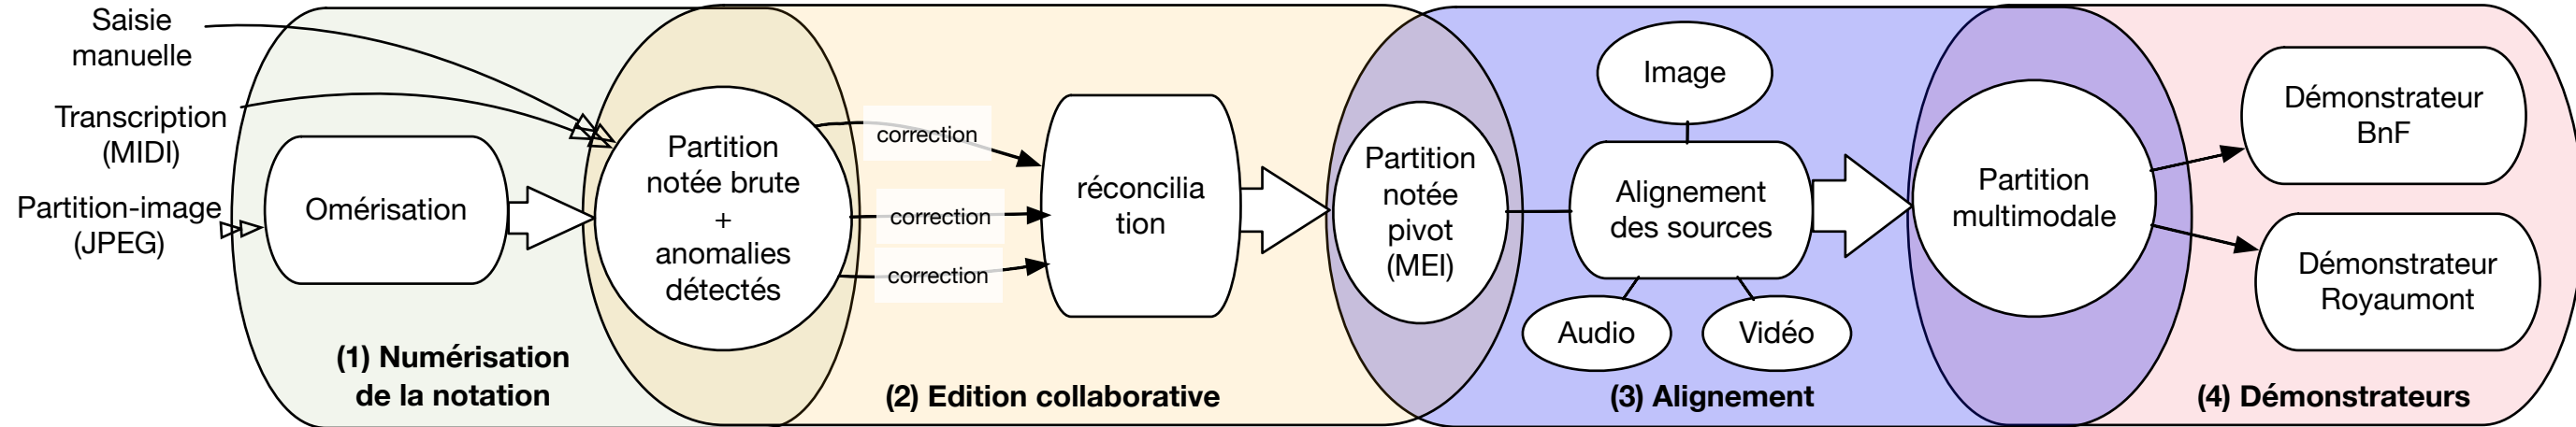 Saisie
manuelle
Transcription
(MIDI)
Partition-image
(JPEG)
Omérisation
(1) Numérisation
de la notation
Partition
notée brute
+
anomalies
détectés
correction
correction
correction
réconcilia
tion
(2) Edition collaborative
Partition
notée
pivot
(MEI)
Image
Alignement
des sources
Audio
Vidéo
(3) Alignement
Partition
multimodale
Démonstrateur
BnF
Démonstrateur
Royaumont
(4) Démonstrateurs